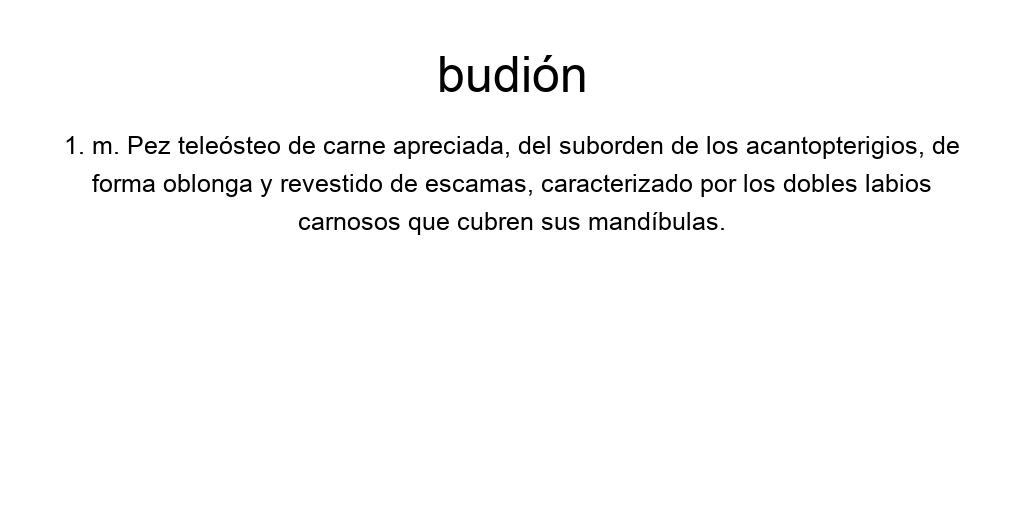 budión
1. m. Pez teleósteo de carne apreciada, del suborden de los acantopterigios, de
forma oblonga y revestido de escamas, caracterizado por los dobles labios
carnosos que cubren sus mandíbulas.